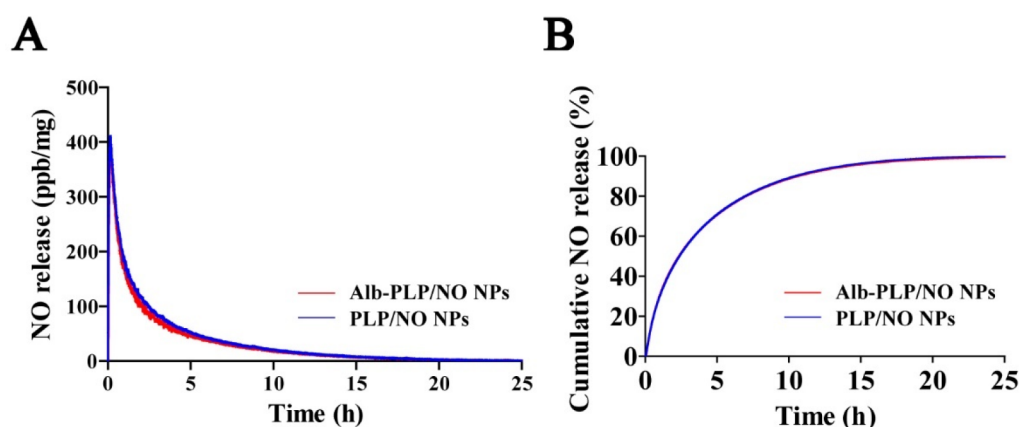 A
NO release (ppb/mg)
500
400
300
200
100
0
Alb-PLP/NO NPs
PLP/NO NPs
0 5 10 15 20 25
Time (h)
B
Cumulative NO release (%)
100
80
60
40
20
0
Alb-PLP/NO NPs
PLP/NO NPs
0 5 10 15 20 25
Time (h)